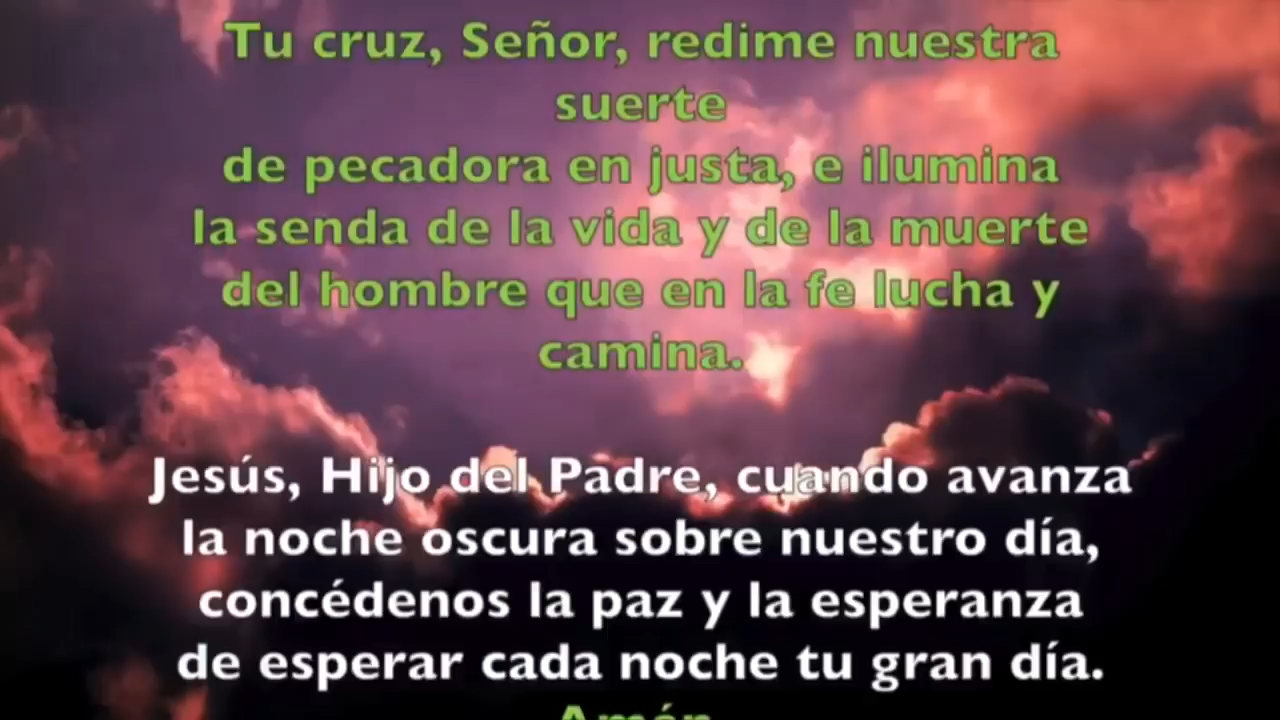 Tu cruz, Señor, redime nuestra
suerte
de pecadora en justa, e ilumina
la senda de la vida y de la muerte
del hombre que en la fe lucha y
camina.
Jesús, Hijo del Padre, cuando avanza
la noche oscura sobre nuestro día,
concédenos la paz y la esperanza
de esperar cada noche tu gran día.
Amén